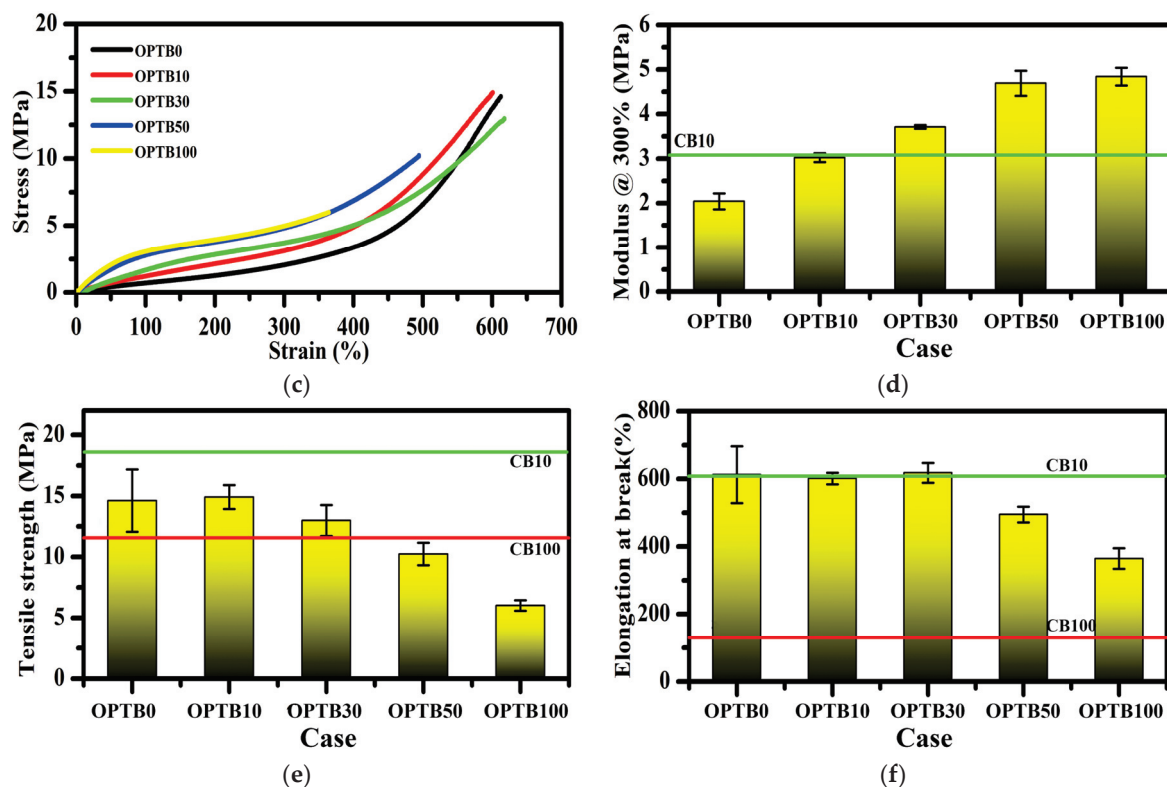 20
15
10
5
0
Stress (MPa)
OPTB0
OPTB10
OPTB30
OPTB50
OPTB100
0 100 200 300 400 500 600 700
Strain (%)
(c)
6
5
4
3
2
1
0
Modulus @ 300% (MPa)
CB10
OPTB0 OPTB10 OPTB30 OPTB50 OPTB100
Case
(d)
20
15
10
5
0
Tensile strength (MPa)
CB10
CB100
OPTB0 OPTB10 OPTB30 OPTB50 OPTB100
Case
(e)
800
600
400
200
0
Elongation at break(%)
CB10
CB100
OPTB0 OPTB10 OPTB30 OPTB50 OPTB100
Case
(f)